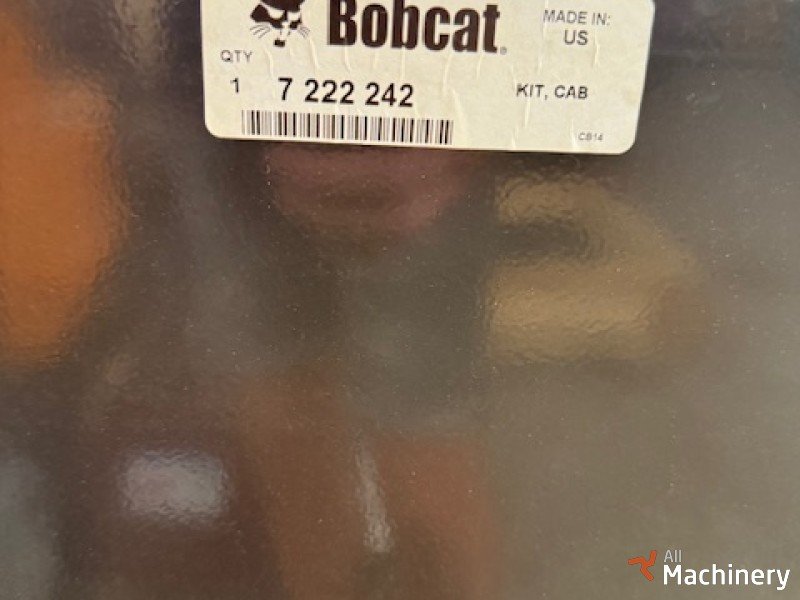 Bobcat
MADE IN:
US
QTY
1 7 222 242 KIT, CAB
CB14
All
Machinery